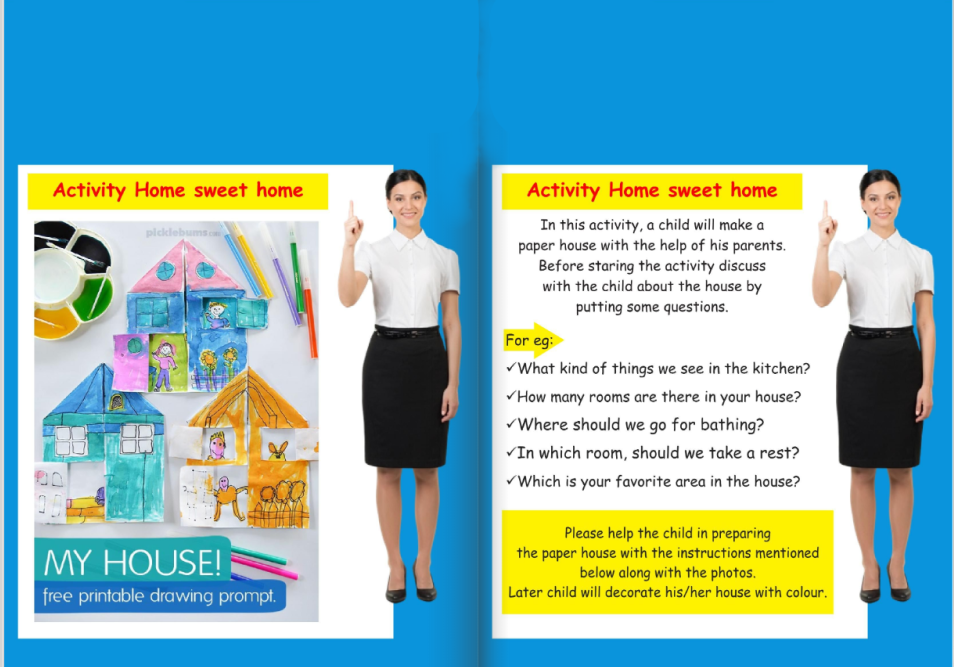 Activity Home sweet home
picklebums.com
MY HOUSE!
free printable drawing prompt.
Activity Home sweet home
In this activity, a child will make a
paper house with the help of his parents.
Before staring the activity discuss
with the child about the house by
putting some questions.
For eg:
✓What kind of things we see in the kitchen?
✓How many rooms are there in your house?
✓Where should we go for bathing?
✓In which room, should we take a rest?
✓Which is your favorite area in the house?
Please help the child in preparing
the paper house with the instructions mentioned
below along with the photos.
Later child will decorate his/her house with colour.